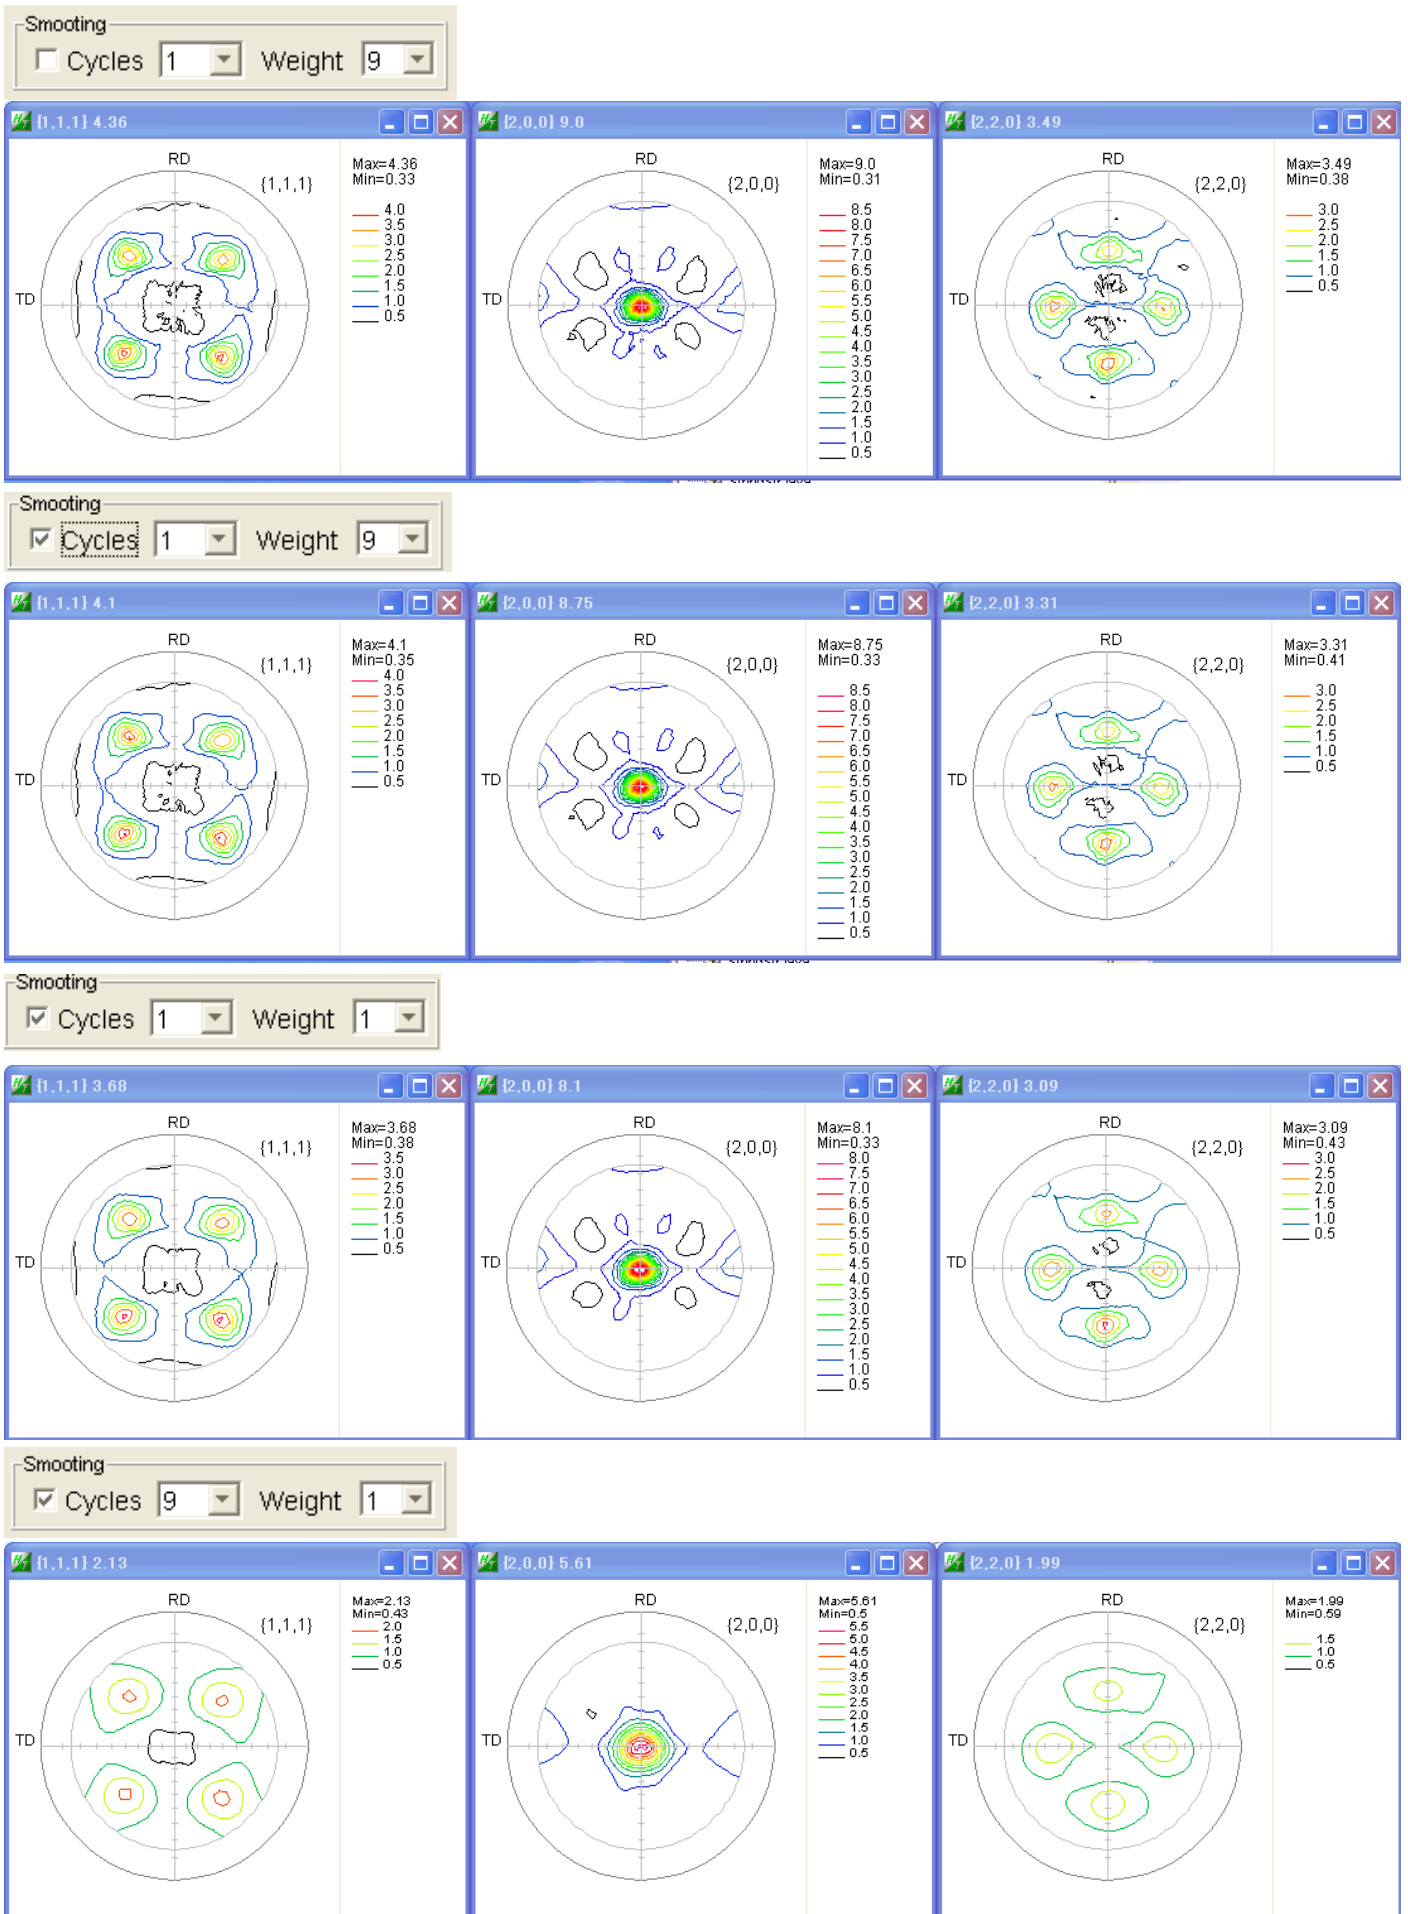 Smooting
Cycles 1 Weight 9
{1,1,1} 4.36
RD
{1,1,1}
TD
Max=4.36
Min=0.33
4.0
3.5
3.0
2.5
2.0
1.5
1.0
0.5
{2,0,0} 9.0
RD
{2,0,0}
TD
Max=9.0
Min=0.31
8.5
8.0
7.5
7.0
6.5
6.0
5.5
5.0
4.5
4.0
3.5
3.0
2.5
2.0
1.5
1.0
0.5
{2,2,0} 3.49
RD
{2,2,0}
TD
Max=3.49
Min=0.38
3.0
2.5
2.0
1.5
1.0
0.5
Smooting
Cycles 1 Weight 9
{1,1,1} 4.1
RD
{1,1,1}
TD
Max=4.1
Min=0.35
4.0
3.5
3.0
2.5
2.0
1.5
1.0
0.5
{2,0,0} 8.75
RD
{2,0,0}
TD
Max=8.75
Min=0.33
8.5
8.0
7.5
7.0
6.5
6.0
5.5
5.0
4.5
4.0
3.5
3.0
2.5
2.0
1.5
1.0
0.5
{2,2,0} 3.31
RD
{2,2,0}
TD
Max=3.31
Min=0.41
3.0
2.5
2.0
1.5
1.0
0.5
Smooting
Cycles 1 Weight 1
{1,1,1} 3.68
RD
{1,1,1}
TD
Max=3.68
Min=0.38
3.5
3.0
2.5
2.0
1.5
1.0
0.5
{2,0,0} 8.1
RD
{2,0,0}
TD
Max=8.1
Min=0.33
8.0
7.5
7.0
6.5
6.0
5.5
5.0
4.5
4.0
3.5
3.0
2.5
2.0
1.5
1.0
0.5
{2,2,0} 3.09
RD
{2,2,0}
TD
Max=3.09
Min=0.43
3.0
2.5
2.0
1.5
1.0
0.5
Smooting
Cycles 9 Weight 1
{1,1,1} 2.13
RD
{1,1,1}
TD
Max=2.13
Min=0.43
2.0
1.5
1.0
0.5
{2,0,0} 5.61
RD
{2,0,0}
TD
Max=5.61
Min=0.5
5.5
5.0
4.5
4.0
3.5
3.0
2.5
2.0
1.5
1.0
0.5
{2,2,0} 1.99
RD
{2,2,0}
TD
Max=1.99
Min=0.59
1.5
1.0
0.5